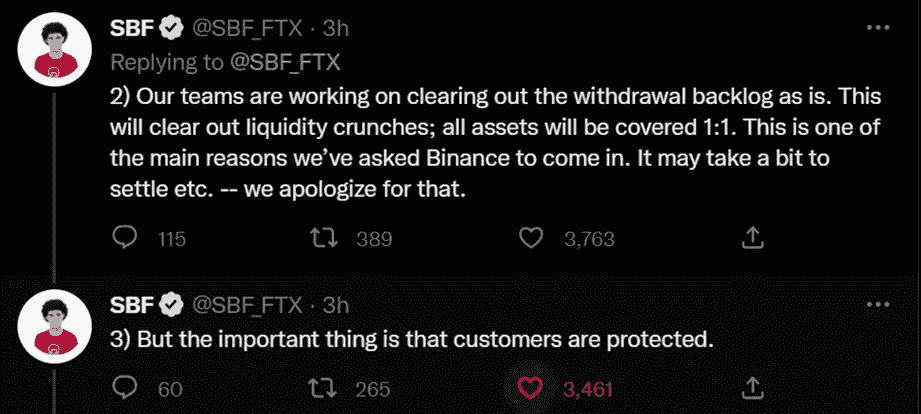 SBF @SBF_FTX · 3h
Replying to @SBF_FTX
2) Our teams are working on clearing out the withdrawal backlog as is. This
will clear out liquidity crunches; all assets will be covered 1:1. This is one of
the main reasons we've asked Binance to come in. It may take a bit to
settle etc. -- we apologize for that.
115 389 3,763
SBF @SBF_FTX · 3h
3) But the important thing is that customers are protected.
60 265 3,461